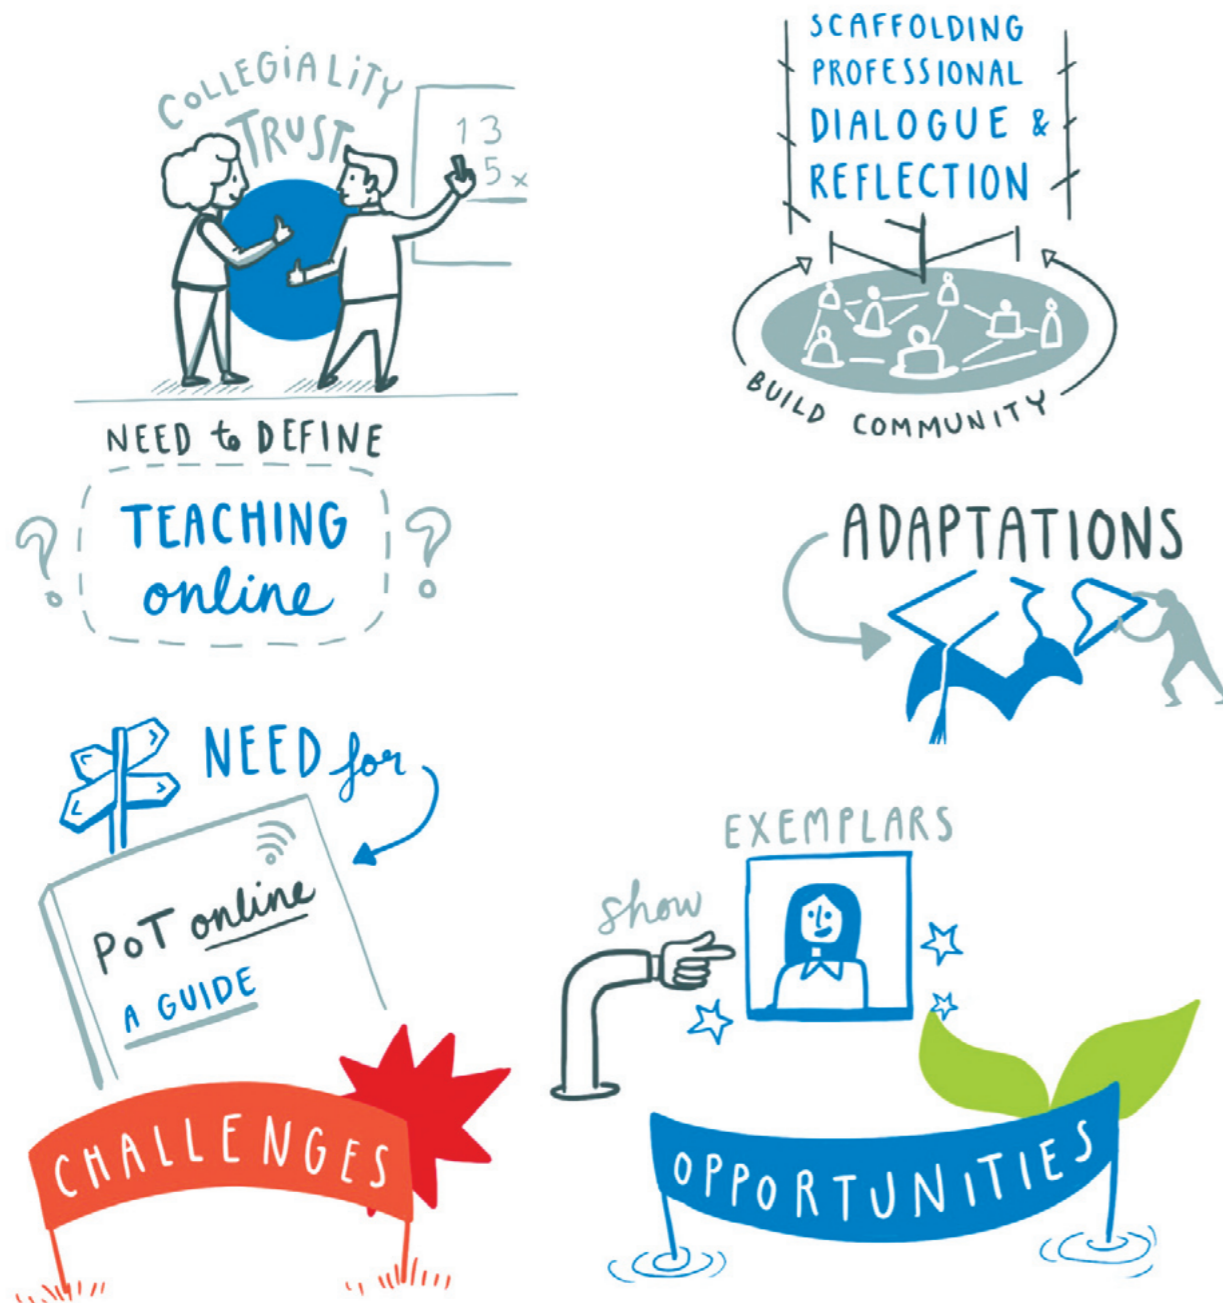 COLLEGIALITY
TRUST
13
5x
NEED to DEFINE
TEACHING
online
? ?
NEED for
PoT online
A GUIDE
CHALLENGES
SCAFFOLDING
PROFESSIONAL
DIALOGUE &
REFLECTION
BUILD COMMUNITY
ADAPTATIONS
EXEMPLARS
show
OPPORTUNITIES